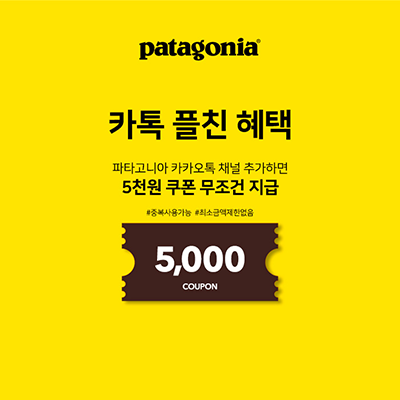 patagonia®
카톡 플친 혜택
파타고니아 카카오톡 채널 추가하면
5천원 쿠폰 무조건 지급
#중복사용가능 #최소금액제한없음
5,000
COUPON